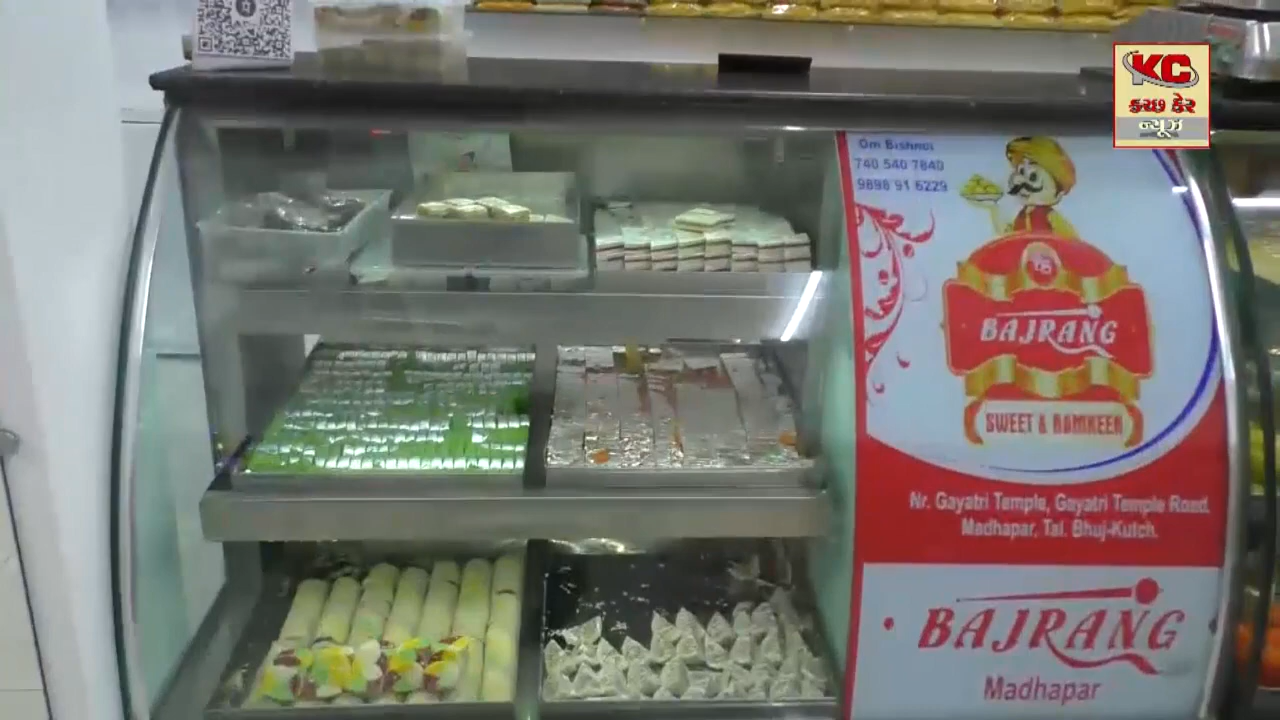 KC
કચ્છ કેર
ન્યૂઝ
Om Bishnoi
740 540 7840
9898 91 6229
BAJRANG
SWEET & NAMKEEN
Nr. Gayatri Temple, Gayatri Temple Road,
Madhapar, Tal. Bhuj-Kutch.
BAJRANG
Madhapar